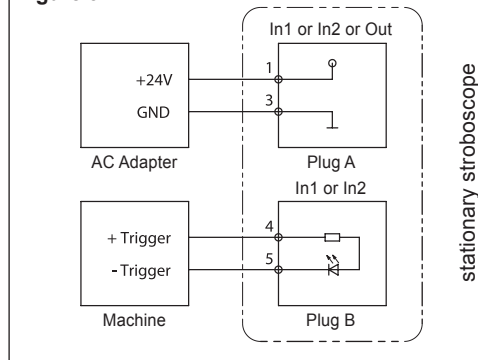 In1 or In2 or Out
1
+24V
3
GND
AC Adapter
Plug A
In1 or In2
4
+ Trigger
5
- Trigger
Machine
Plug B
stationary stroboscope